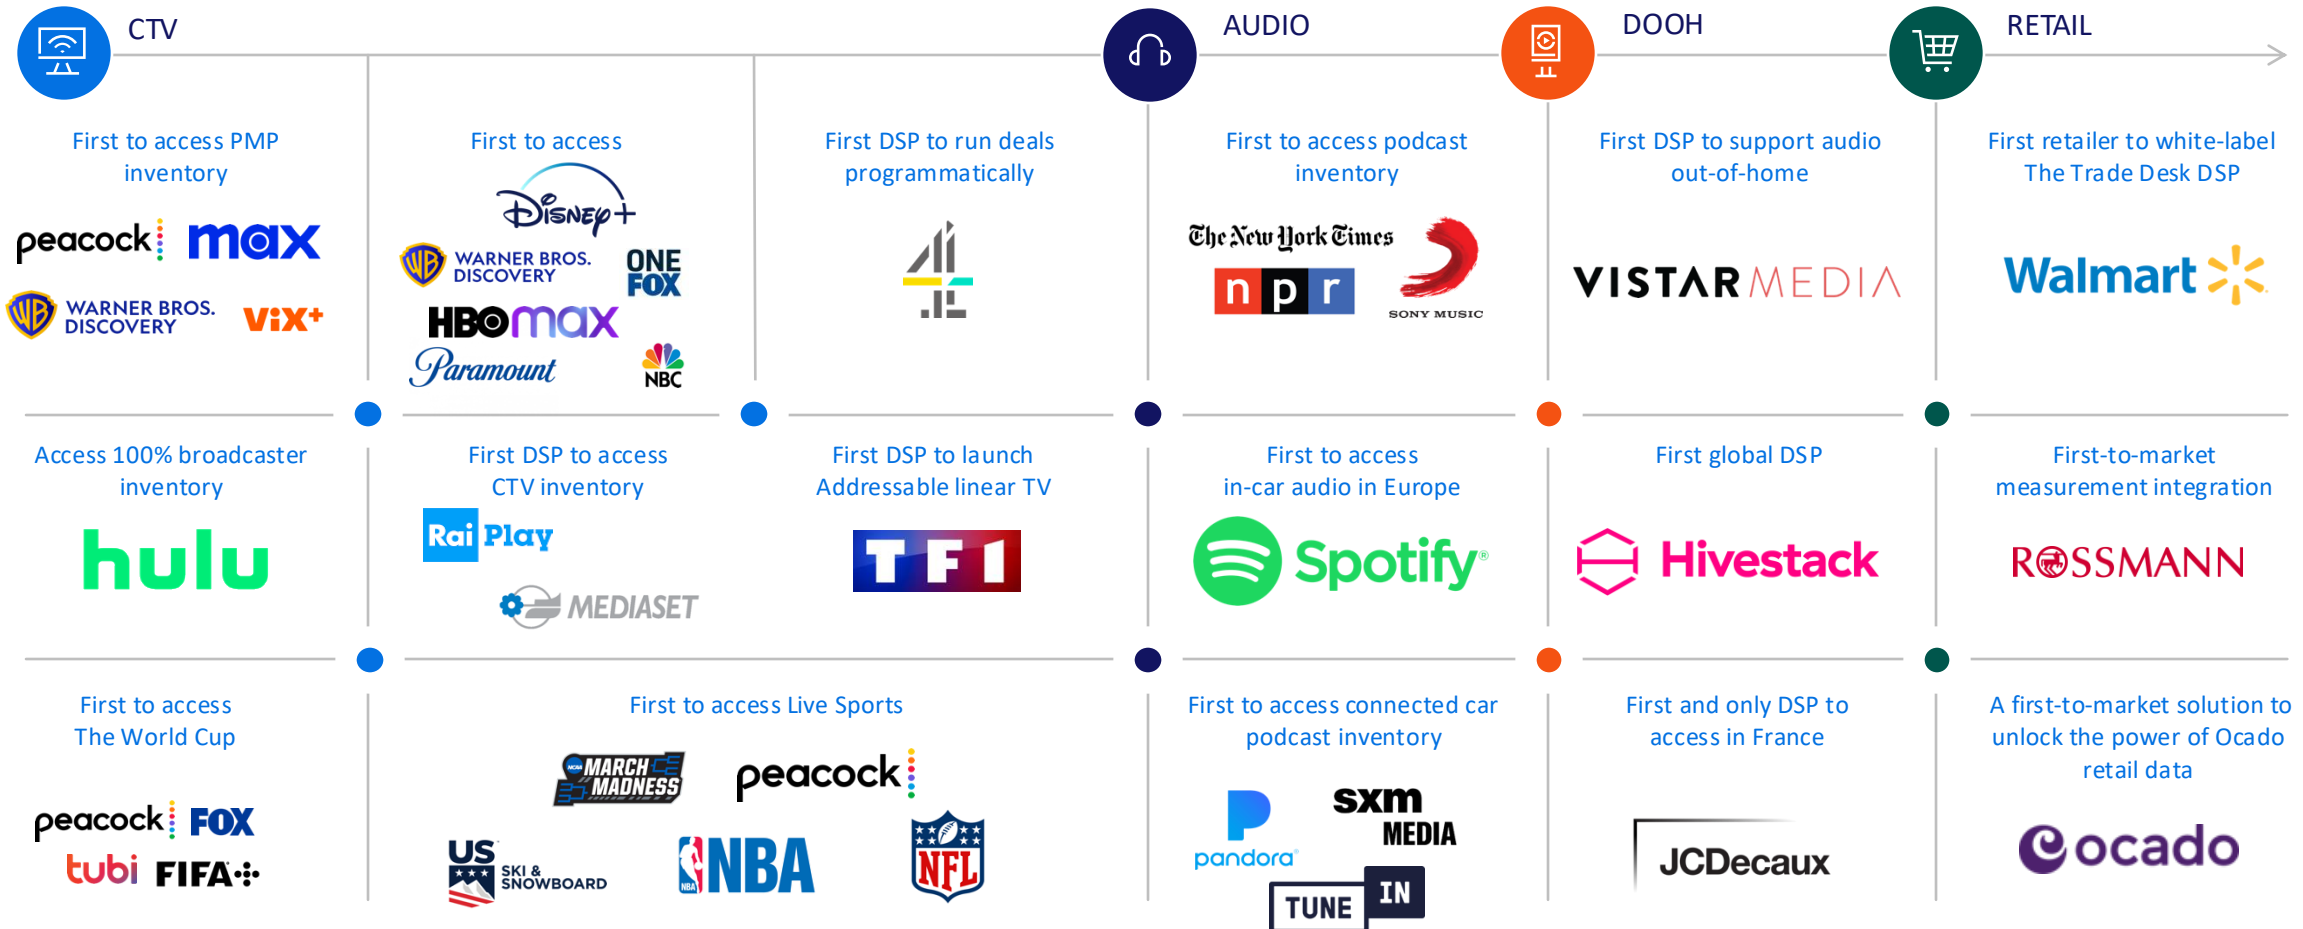 CTV
AUDIO
DOOH
RETAIL
First to access PMP
inventory
peacock
max
WB
WARNER BROS.
DISCOVERY
ViX+
First to access
Disney+
WB
WARNER BROS.
DISCOVERY
ONE
FOX
HBOmax
Paramount
NBC
First DSP to run deals
programmatically
4
First to access podcast
inventory
The New York Times
npr
SONY MUSIC
First DSP to support audio
out-of-home
VISTAR MEDIA
First retailer to white-label
The Trade Desk DSP
Walmart
Access 100% broadcaster
inventory
hulu
First DSP to access
CTV inventory
Rai Play
MEDIASET
First DSP to launch
Addressable linear TV
TF1
First to access
in-car audio in Europe
Spotify®
First global DSP
Hivestack
First-to-market
measurement integration
ROSSMANN
First to access
The World Cup
peacock
FOX
tubi
FIFA+
First to access Live Sports
NCAA
MARCH
MADNESS
peacock
US
SKI &
SNOWBOARD
NBA
NBA
NFL
First to access connected car
podcast inventory
pandora®
sxm
MEDIA
TUNE IN
First and only DSP to
access in France
JCDecaux
A first-to-market solution to
unlock the power of Ocado
retail data
ocado